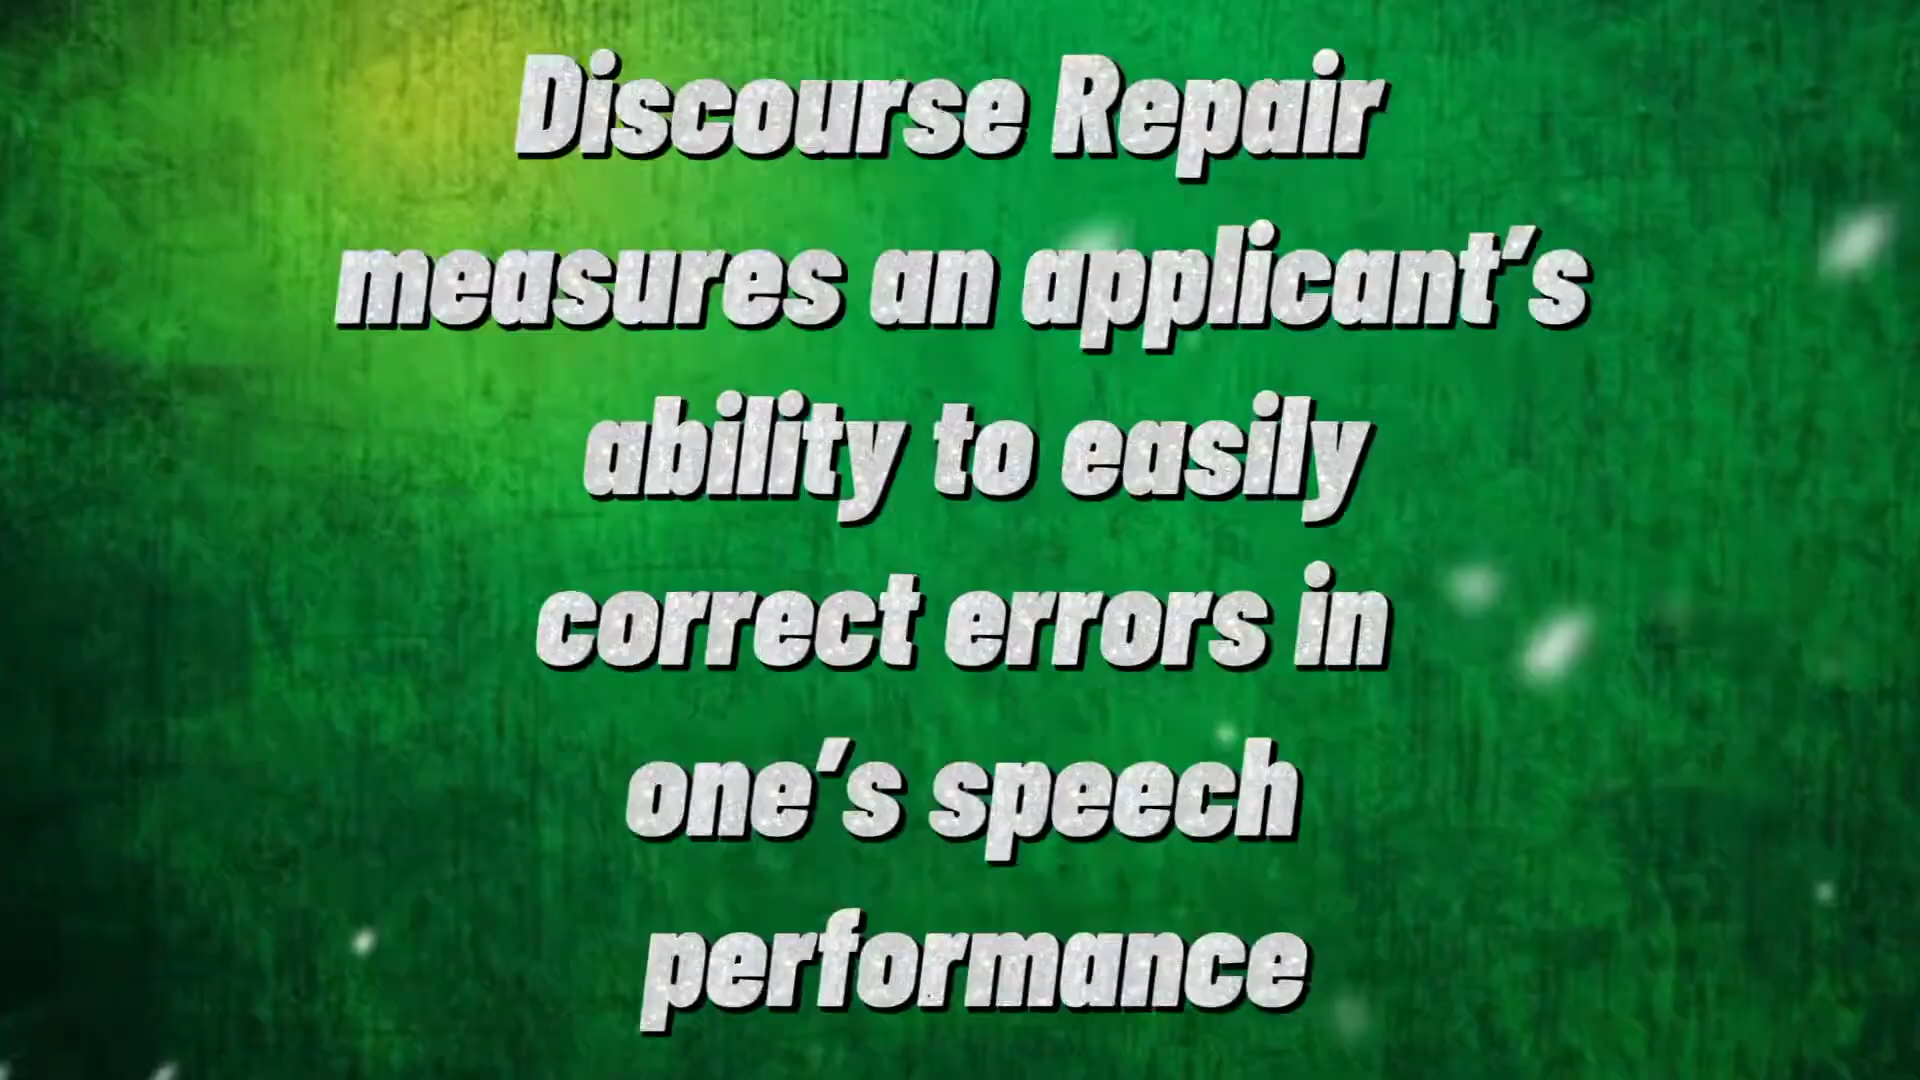 Discourse Repair
measures an applicant's
ability to easily
correct errors in
one's speech
performance